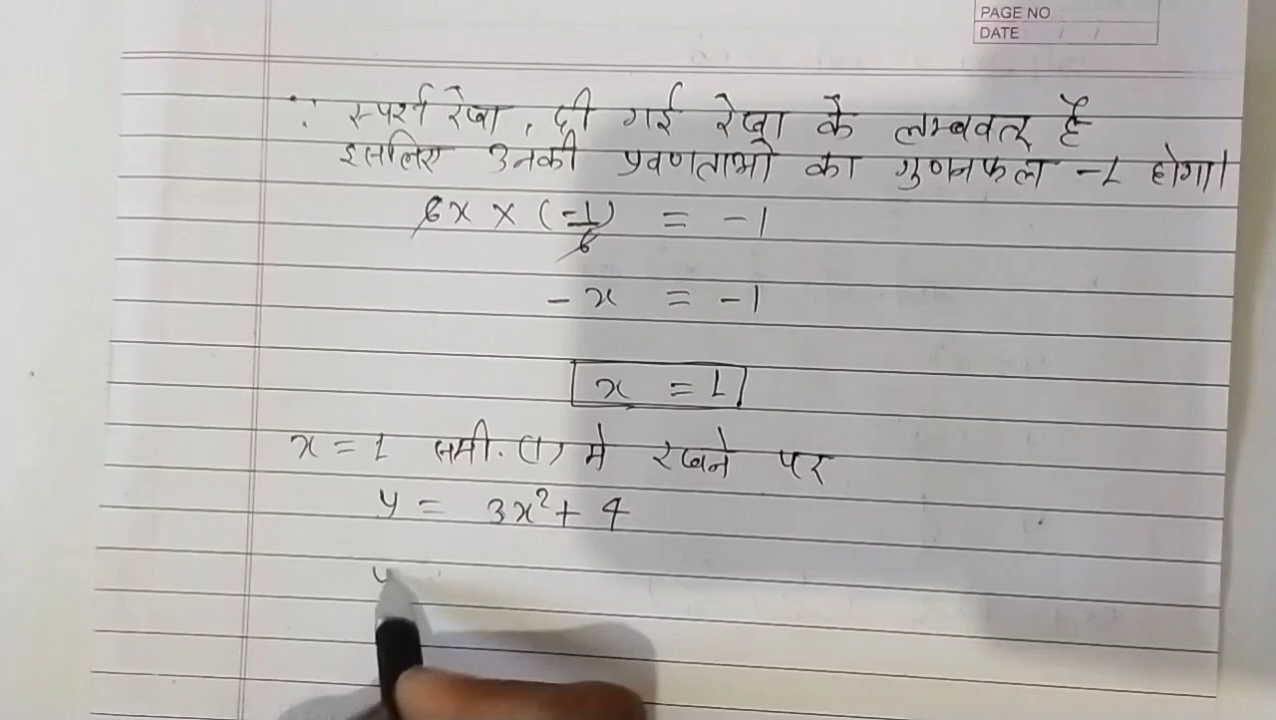 PAGE NO
DATE / /
∵ स्पर्श रेखा, दी गई रेखा के लम्बवत् है
इसलिए उनकी प्रवणताओ का गुणनफल -1 होगा।
6x × (-1/6) = -1
-x = -1
x = 1
x = 1 समी. (1) मे रखने पर
y = 3x²+ 4
y